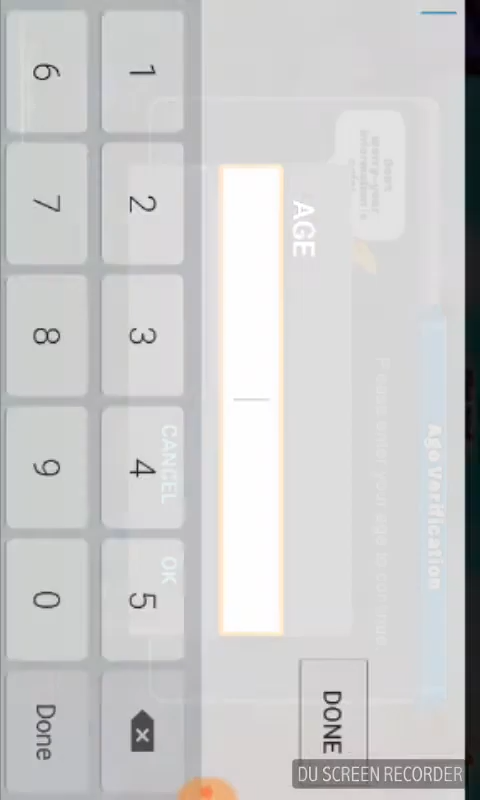 Age Verification
Please enter your age to continue.
AGE
DONE
CANCEL
OK
1 2 3 4 5
6 7 8 9 0 Done
DU SCREEN RECORDER